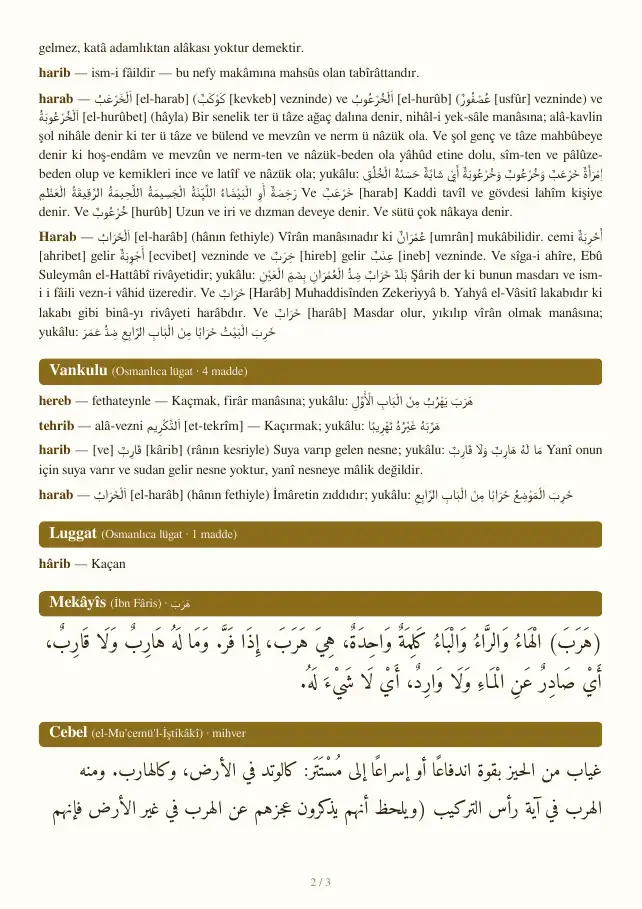 gelmez, katâ adamlıktan alâkası yoktur demektir.
harib — ism-i fâildir — bu nefy makâmına mahsûs olan tabîrâttandır.
harab — اَلْخَرْعَبُ [el-harab] (كَوْكَبٌ [kevkeb] vezninde) ve اَلْخُرْعُوبُ [el-hurûb] (عُصْفُورٌ [usfûr] vezninde) ve
اَلْخُرْعُوبَةُ [el-hurûbet] (hâyla) Bir senelik ter ü tâze ağaç dalına denir, nihâl-i yek-sâle manâsına; alâ-kavlin
şol nihâle denir ki ter ü tâze ve bülend ve mevzûn ve nerm ü nâzük ola. Ve şol genç ve tâze mahbûbeye
denir ki hoş-endâm ve mevzûn ve nerm-ten ve nâzük-beden ola yâhûd etine dolu, sîm-ten ve pâlûze-
beden olup ve kemikleri ince ve latîf ve nâzük ola; yukâlu: اِمْرَأَةٌ خَرْعَبٌ وَخُرْعُوبٌ وَخُرْعُوبَةٌ أَيْ شَابَّةٌ حَسَنَةُ الْخُلُقِ
رَخِصَةٌ أَوِ الْبَيْضَاءُ اللَّيِّنَةُ الْجَسِيمَةُ اللَّحِيمَةُ الرَّقِيقَةُ الْعَظْمِ Ve خَرْعَبٌ [harab] Kaddi tavîl ve gövdesi lahîm kişiye
denir. Ve خُرْعُوبٌ [hurûb] Uzun ve iri ve dızman deveye denir. Ve sütü çok nâkaya denir.
Harab — اَلْخَرَابُ [el-harâb] (hânın fethiyle) Vîrân manâsınadır ki عُمْرَانٌ [umrân] mukâbilidir. cemi أَخْرِبَةٌ
[ahribet] gelir أَجْوِبَةٌ [ecvibet] vezninde ve خِرَبٌ [hireb] gelir عِنَبٌ [ineb] vezninde. Ve sîga-i ahîre, Ebû
Suleymân el-Hattâbî rivâyetidir; yukâlu: بَلَدٌ خَرَابٌ ضِدُّ الْعُمْرَانِ بِضَمِّ الْعَيْنِ Şârih der ki bunun masdarı ve ism-
i fâili vezn-i vâhid üzeredir. Ve خَرَابٌ [Harâb] Muhaddisînden Zekeriyyâ b. Yahyâ el-Vâsitî lakabıdır ki
lakabı gibi binâ-yı rivâyeti harâbdır. Ve خَرَابٌ [harâb] Masdar olur, yıkılıp vîrân olmak manâsına;
yukâlu: خَرِبَ الْبَيْتُ خَرَابًا مِنَ الْبَابِ الرَّابِعِ ضِدُّ عَمَرَ
Vankulu (Osmanlıca lügat · 4 madde)
hereb — fethateynle — Kaçmak, firâr manâsına; yukâlu: هَرَبَ يَهْرُبُ مِنَ الْبَابِ الْأَوَّلِ
tehrib — alâ-vezni اَلتَّكْرِيمِ [et-tekrîm] — Kaçırmak; yukâlu: هَرَّبَهُ غَيْرُهُ تَهْرِيبًا
harib — [ve] قَارِبٌ [kârib] (rânın kesriyle) Suya varıp gelen nesne; yukâlu: مَا لَهُ هَارِبٌ وَلَا قَارِبٌ Yanî onun
için suya varır ve sudan gelir nesne yoktur, yanî nesneye mâlik değildir.
harab — اَلْخَرَابُ [el-harâb] (hânın fethiyle) İmâretin zıddıdır; yukâlu: خَرِبَ الْمَوْضِعُ خَرَابًا مِنَ الْبَابِ الرَّابِعِ
Luggat (Osmanlıca lügat · 1 madde)
hârib — Kaçan
Mekâyîs (İbn Fâris) · هَرَبَ
(هَرَبَ) الْهَاءُ وَالرَّاءُ وَالْبَاءُ كَلِمَةٌ وَاحِدَةٌ، هِيَ هَرَبَ، إِذَا فَرَّ. وَمَا لَهُ هَارِبٌ وَلَا قَارِبٌ،
أَيْ صَادِرٌ عَنِ الْمَاءِ وَلَا وَارِدٌ، أَيْ لَا شَيْءَ لَهُ.
Cebel (el-Mu'cemü'l-İştikâkî) · mihver
غياب من الحيز بقوة اندفاعًا أو إسراعًا إلى مُسْتَتَر: كالوتد في الأرض، وكالهارب. ومنه
الهرب في آية رأس التركيب (ويلحظ أنهم يذكرون عجزهم عن الهرب في غير الأرض فإنهم
2 / 3